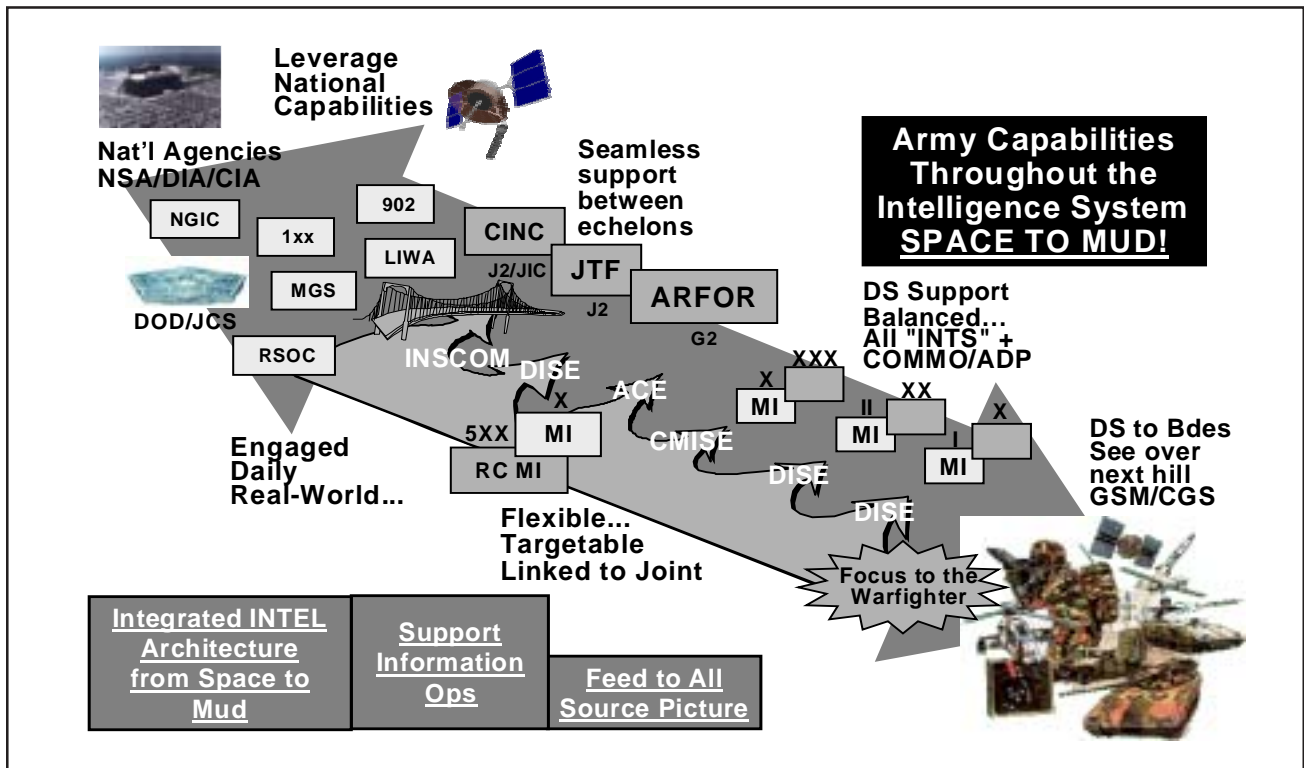 Leverage
National
Capabilities
Nat'l Agencies
NSA/DIA/CIA
Seamless
support
between
echelons
Army Capabilities
Throughout the
Intelligence System
SPACE TO MUD!
NGIC
1xx
902
LIWA
MGS
CINC
J2/JIC
JTF
J2
ARFOR
G2
DOD/JCS
RSOC
DS Support
Balanced...
All "INTS" +
COMMO/ADP
INSCOM
DISE
ACE
CMISE
DISE
DISE
X
MI
5XX
RC MI
XXX
X
MI
XX
II
MI
X
I
MI
DS to Bdes
See over
next hill
GSM/CGS
Engaged
Daily
Real-World...
Flexible...
Targetable
Linked to Joint
Focus to the
Warfighter
Integrated INTEL
Architecture
from Space to
Mud
Support
Information
Ops
Feed to All
Source Picture